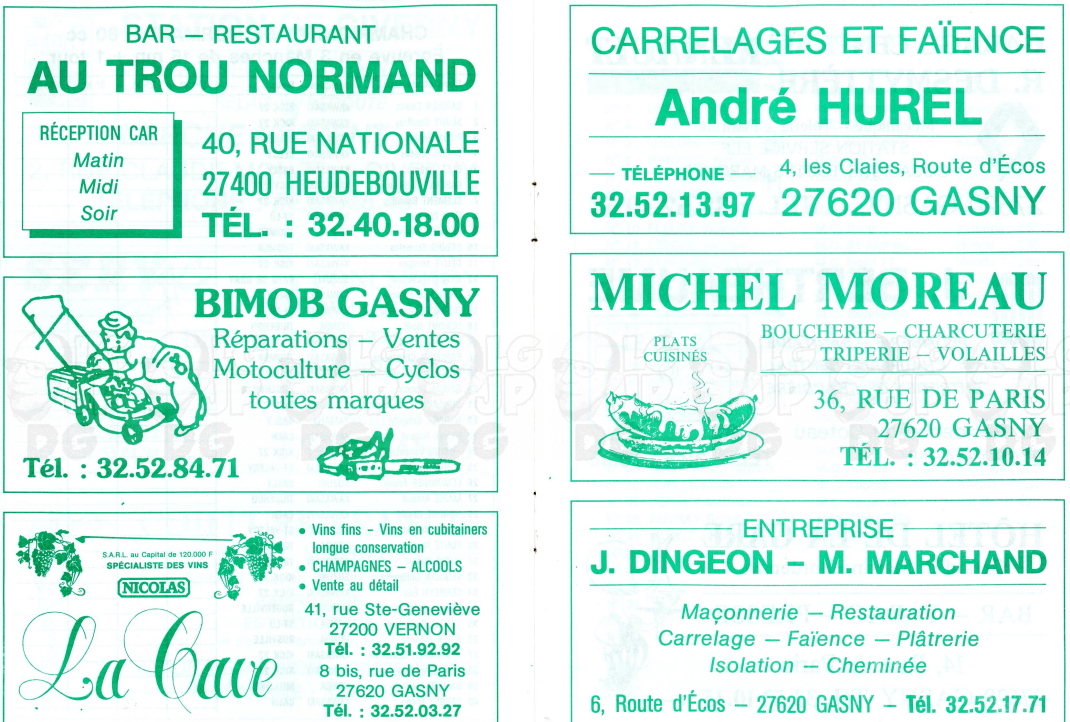 BAR – RESTAURANT
AU TROU NORMAND
RÉCEPTION CAR
Matin
Midi
Soir
40, RUE NATIONALE
27400 HEUDEBOUVILLE
TÉL. : 32.40.18.00
BIMOB GASNY
Réparations – Ventes
Motoculture – Cyclos
toutes marques
Tél. : 32.52.84.71
S.A.R.L. au Capital de 120.000 F
SPÉCIALISTE DES VINS
NICOLAS
La Cave
• Vins fins - Vins en cubitainers
longue conservation
• CHAMPAGNES - ALCOOLS
• Vente au détail
41, rue Ste-Geneviève
27200 VERNON
Tél. : 32.51.92.92
8 bis, rue de Paris
27620 GASNY
Tél. : 32.52.03.27
CARRELAGES ET FAÏENCE
André HUREL
— TÉLÉPHONE —
32.52.13.97
4, les Claies, Route d'Écos
27620 GASNY
MICHEL MOREAU
PLATS
CUISINÉS
BOUCHERIE – CHARCUTERIE
TRIPERIE – VOLAILLES
36, RUE DE PARIS
27620 GASNY
TÉL. : 32.52.10.14
ENTREPRISE
J. DINGEON – M. MARCHAND
Maçonnerie – Restauration
Carrelage – Faïence – Plâtrerie
Isolation – Cheminée
6, Route d'Écos – 27620 GASNY – Tél. 32.52.17.71